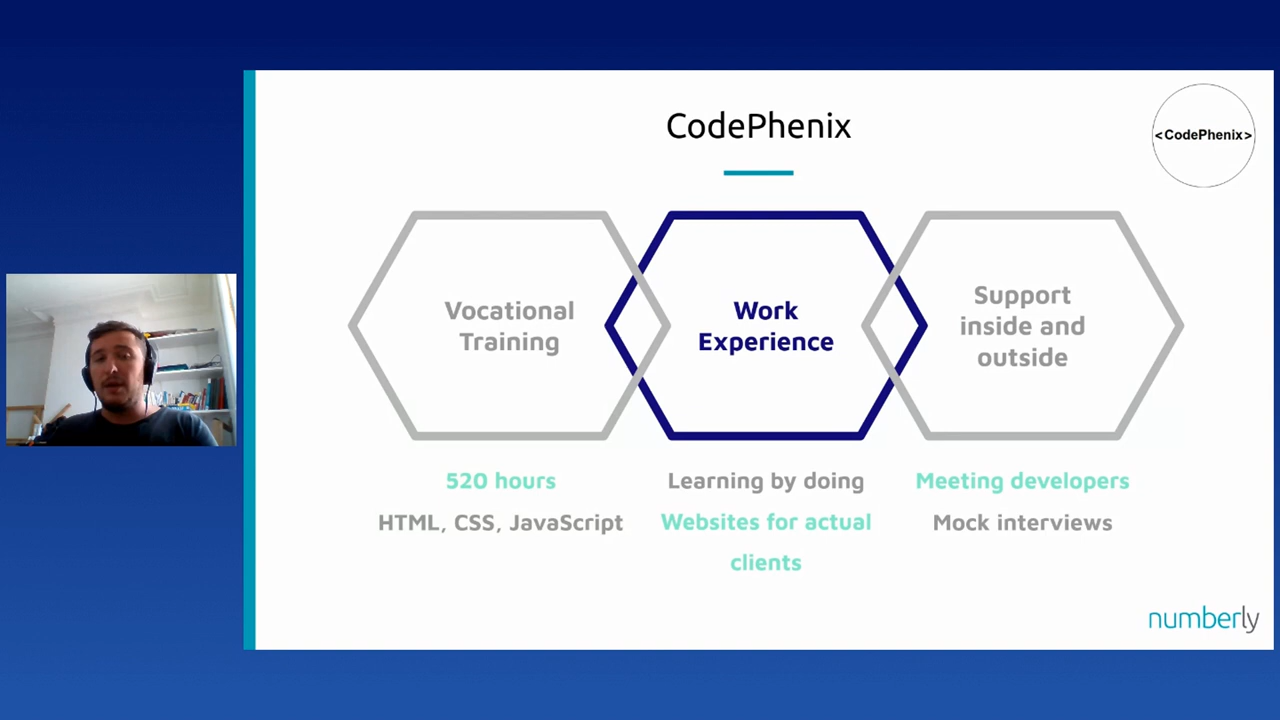 CodePhenix
<CodePhenix>
Vocational
Training
Work
Experience
Support
inside and
outside
520 hours
HTML, CSS, JavaScript
Learning by doing
Websites for actual
clients
Meeting developers
Mock interviews
numberly